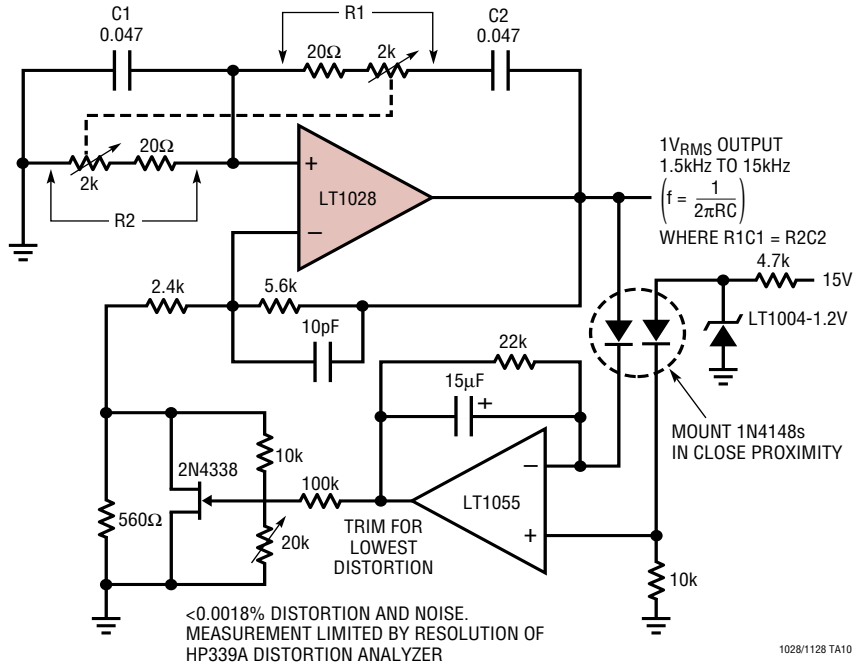 C1
0.047
R1
C2
0.047
20Ω
2k
20Ω
2k
R2
+
LT1028
–
1VRMS OUTPUT
1.5kHz TO 15kHz
(f = 1/2πRC)
WHERE R1C1 = R2C2
4.7k
15V
LT1004-1.2V
2.4k
5.6k
10pF
22k
15μF
+
MOUNT 1N4148s
IN CLOSE PROXIMITY
2N4338
10k
100k
–
LT1055
+
560Ω
20k
TRIM FOR
LOWEST
DISTORTION
10k
<0.0018% DISTORTION AND NOISE.
MEASUREMENT LIMITED BY RESOLUTION OF
HP339A DISTORTION ANALYZER
1028/1128 TA10